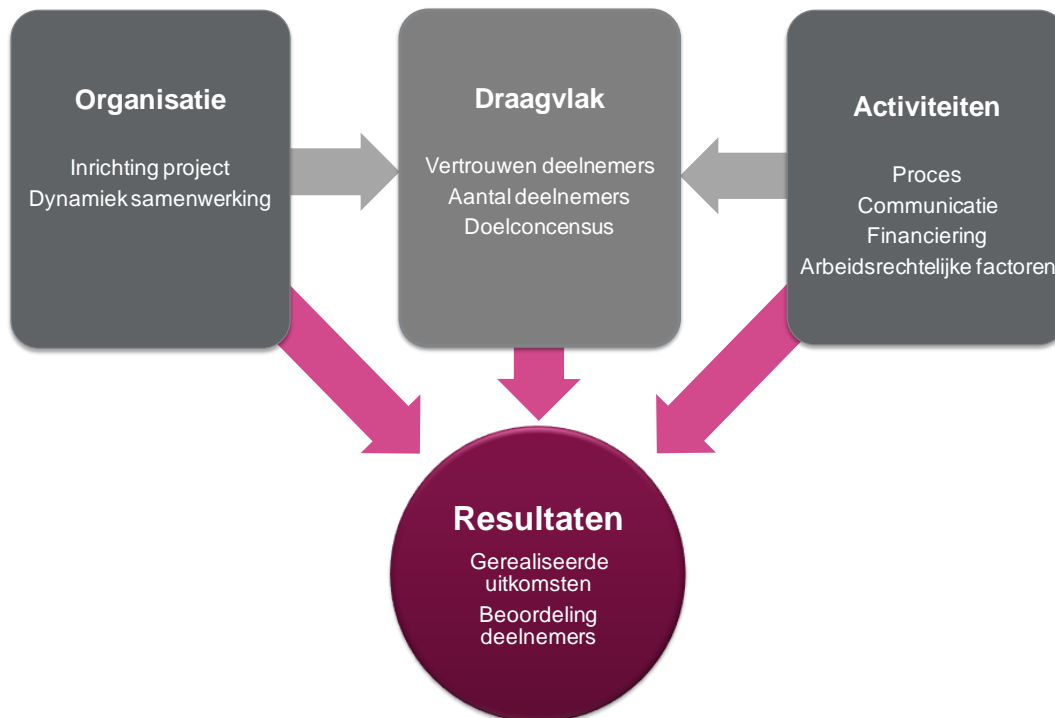 Organisatie
Inrichting project
Dynamiek samenwerking
Draagvlak
Vertrouwen deelnemers
Aantal deelnemers
Doelconcensus
Activiteiten
Proces
Communicatie
Financiering
Arbeidsrechtelijke factoren
Resultaten
Gerealiseerde
uitkomsten
Beoordeling
deelnemers